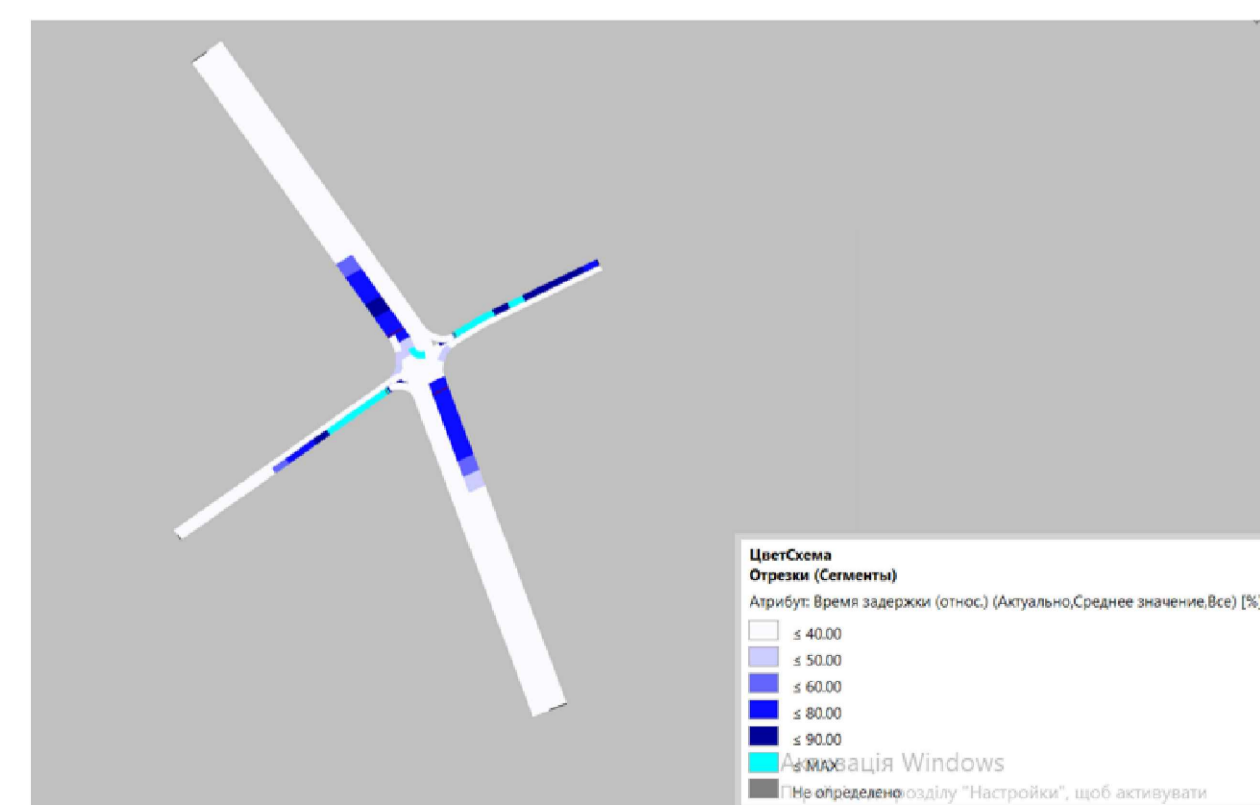 ЦветСхема
Отрезки (Сегменты)
Атрибут: Время задержки (относ.) (Актуально,Среднее значение,Все) [%]
≤ 40.00
≤ 50.00
≤ 60.00
≤ 80.00
≤ 90.00
≤ MAX
Активація Windows
Не определено
розділу "Настройки", щоб активувати